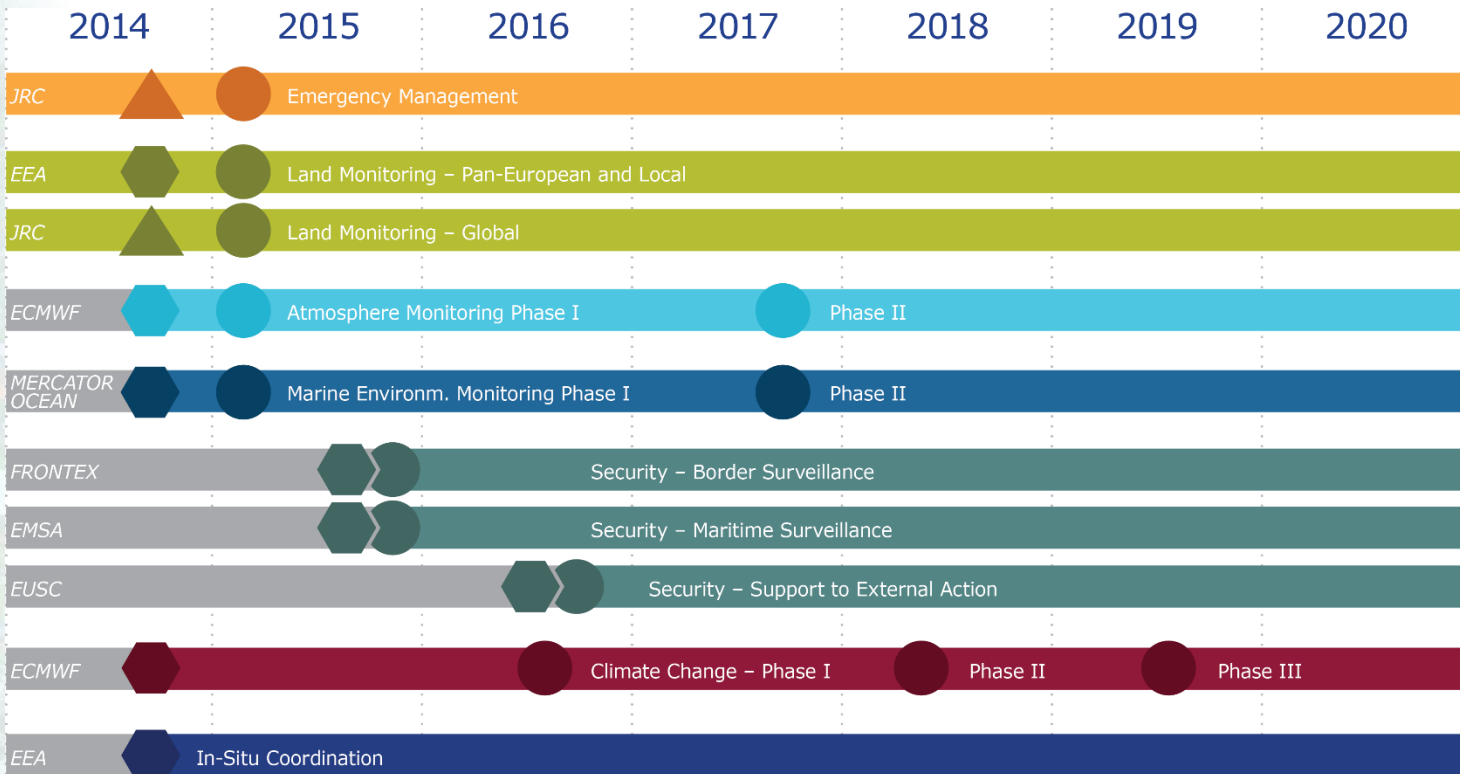 2014 2015 2016 2017 2018 2019 2020
JRC Emergency Management
EEA Land Monitoring – Pan-European and Local
JRC Land Monitoring – Global
ECMWF Atmosphere Monitoring Phase I Phase II
MERCATOR
OCEAN Marine Environm. Monitoring Phase I Phase II
FRONTEX Security – Border Surveillance
EMSA Security – Maritime Surveillance
EUSC Security – Support to External Action
ECMWF Climate Change – Phase I Phase II Phase III
EEA In-Situ Coordination